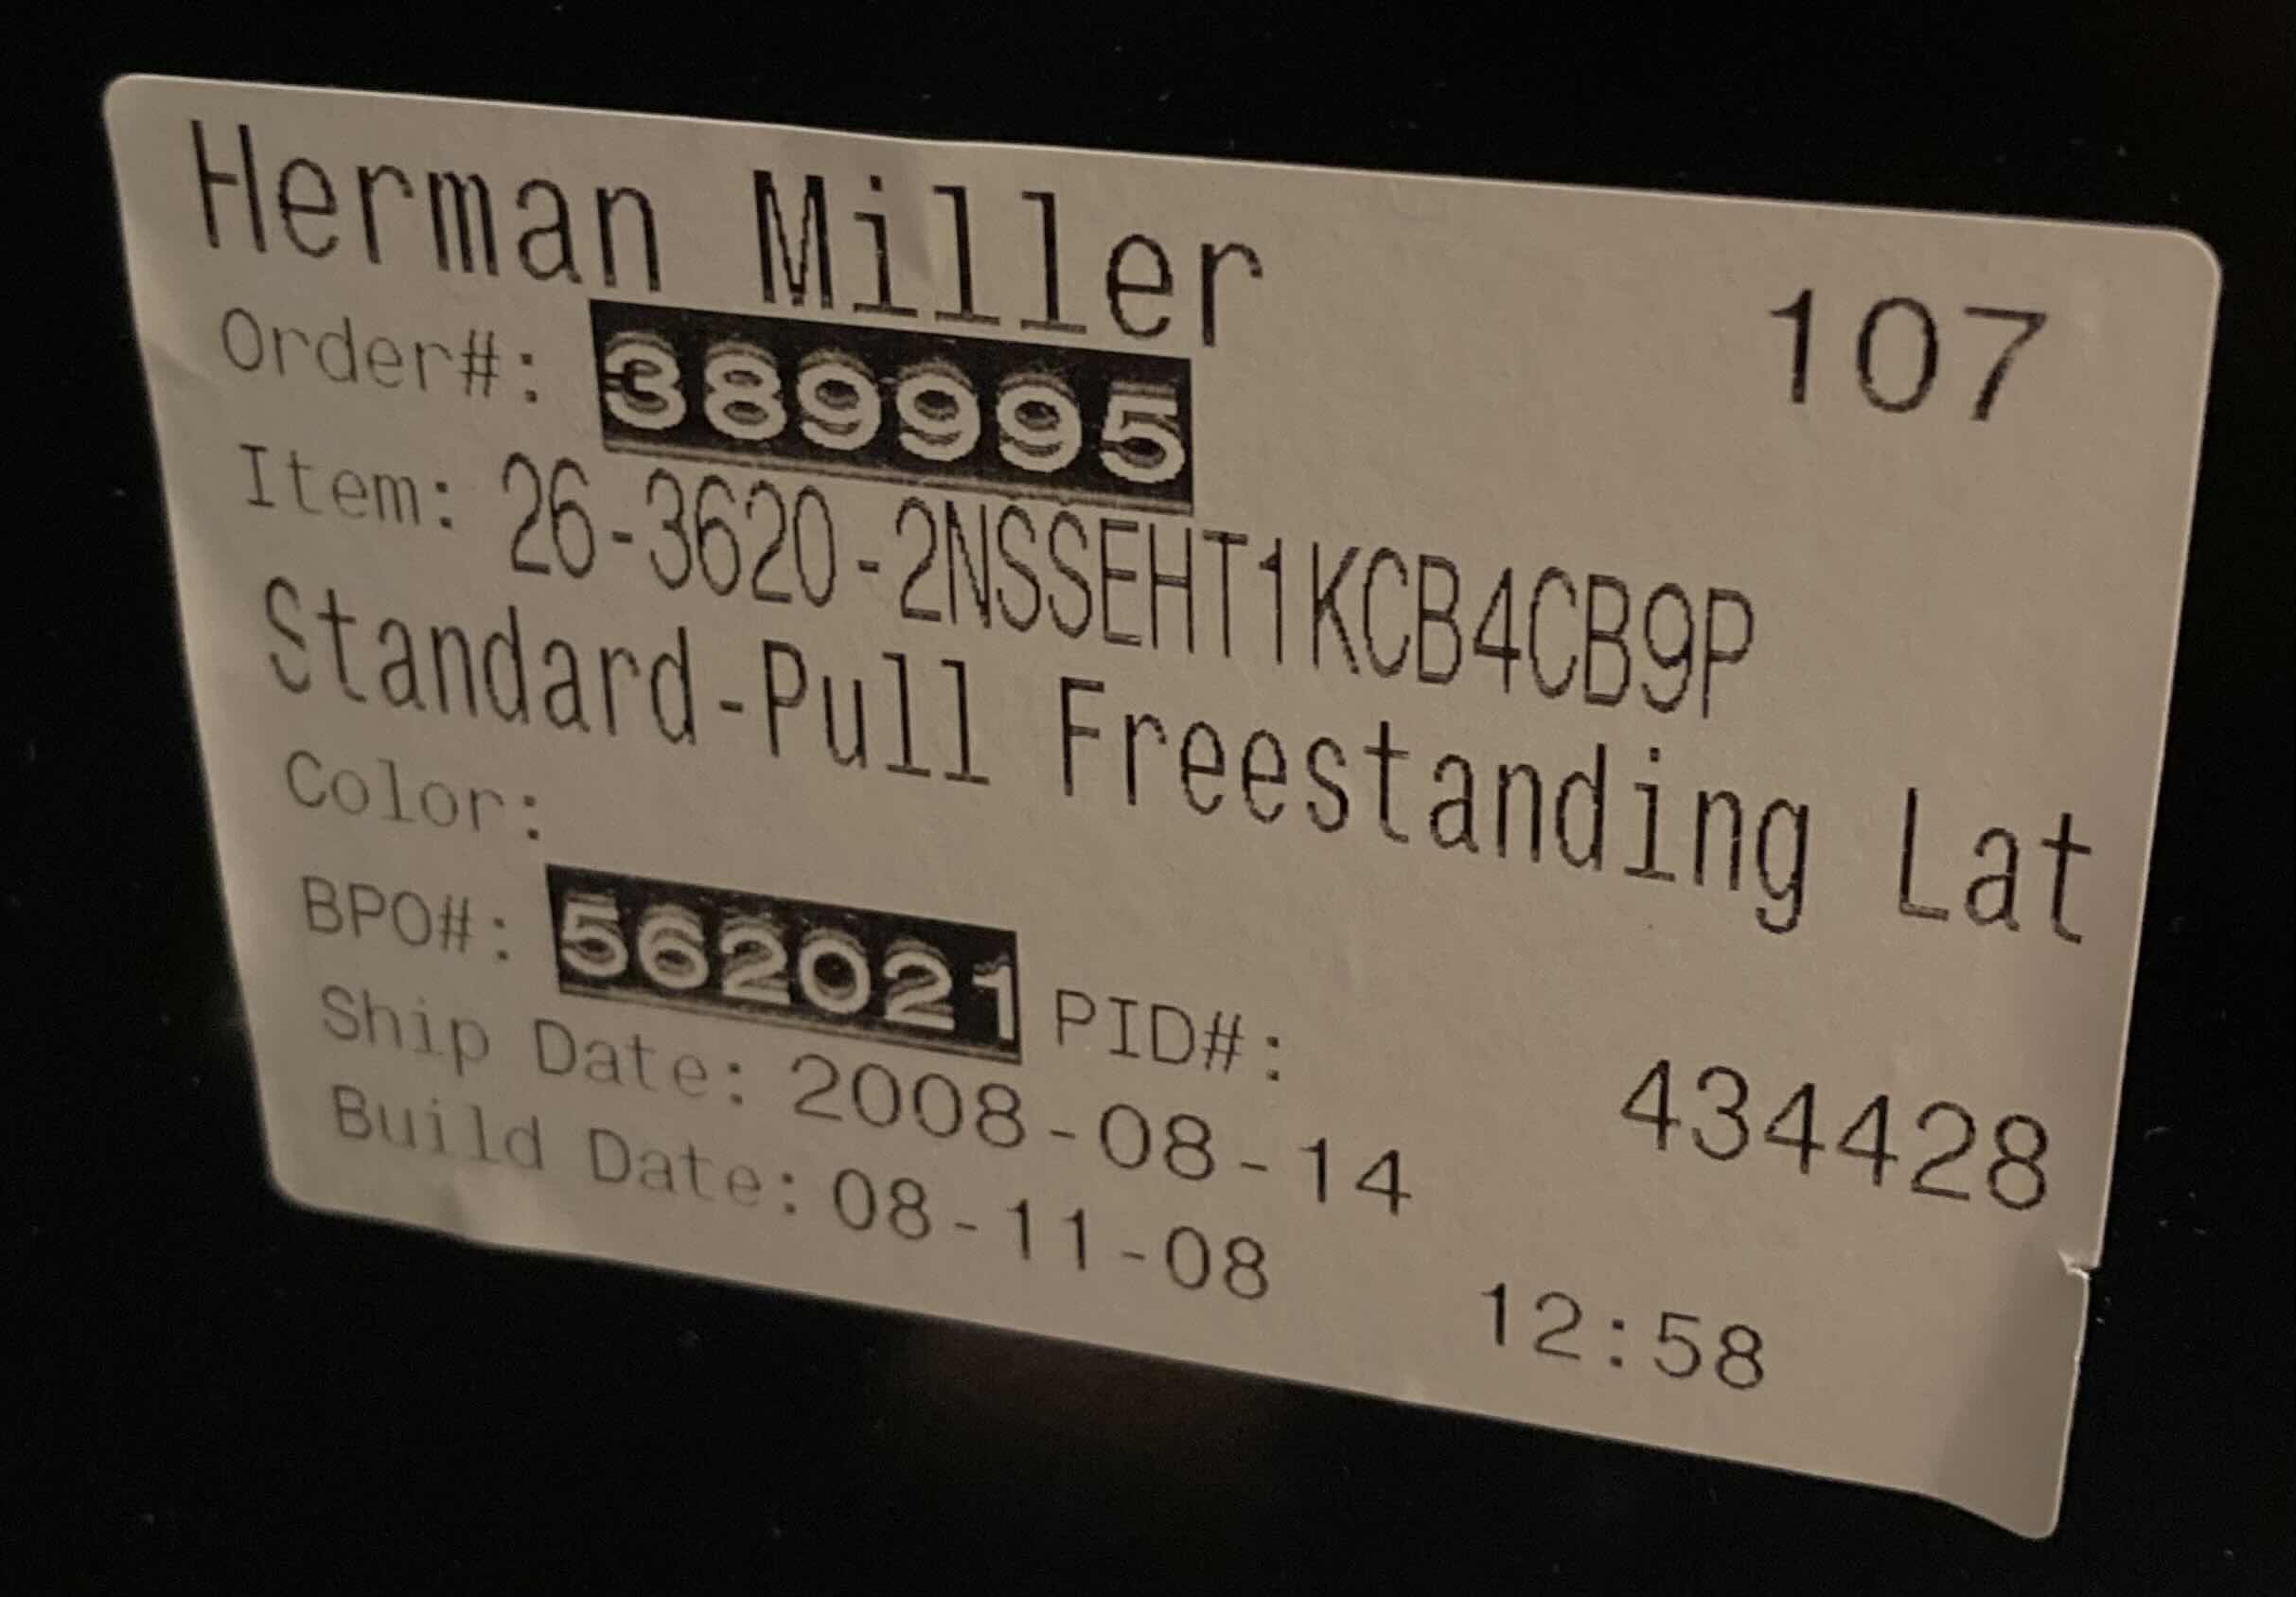 Herman Miller 107
Order#: 389995
Item: 26-3620-2NSSEHT1KCB4CB9P
Standard-Pull Freestanding Lat
Color:
BPO#: 562021 PID#: 434428
Ship Date: 2008-08-14
Build Date: 08-11-08 12:58